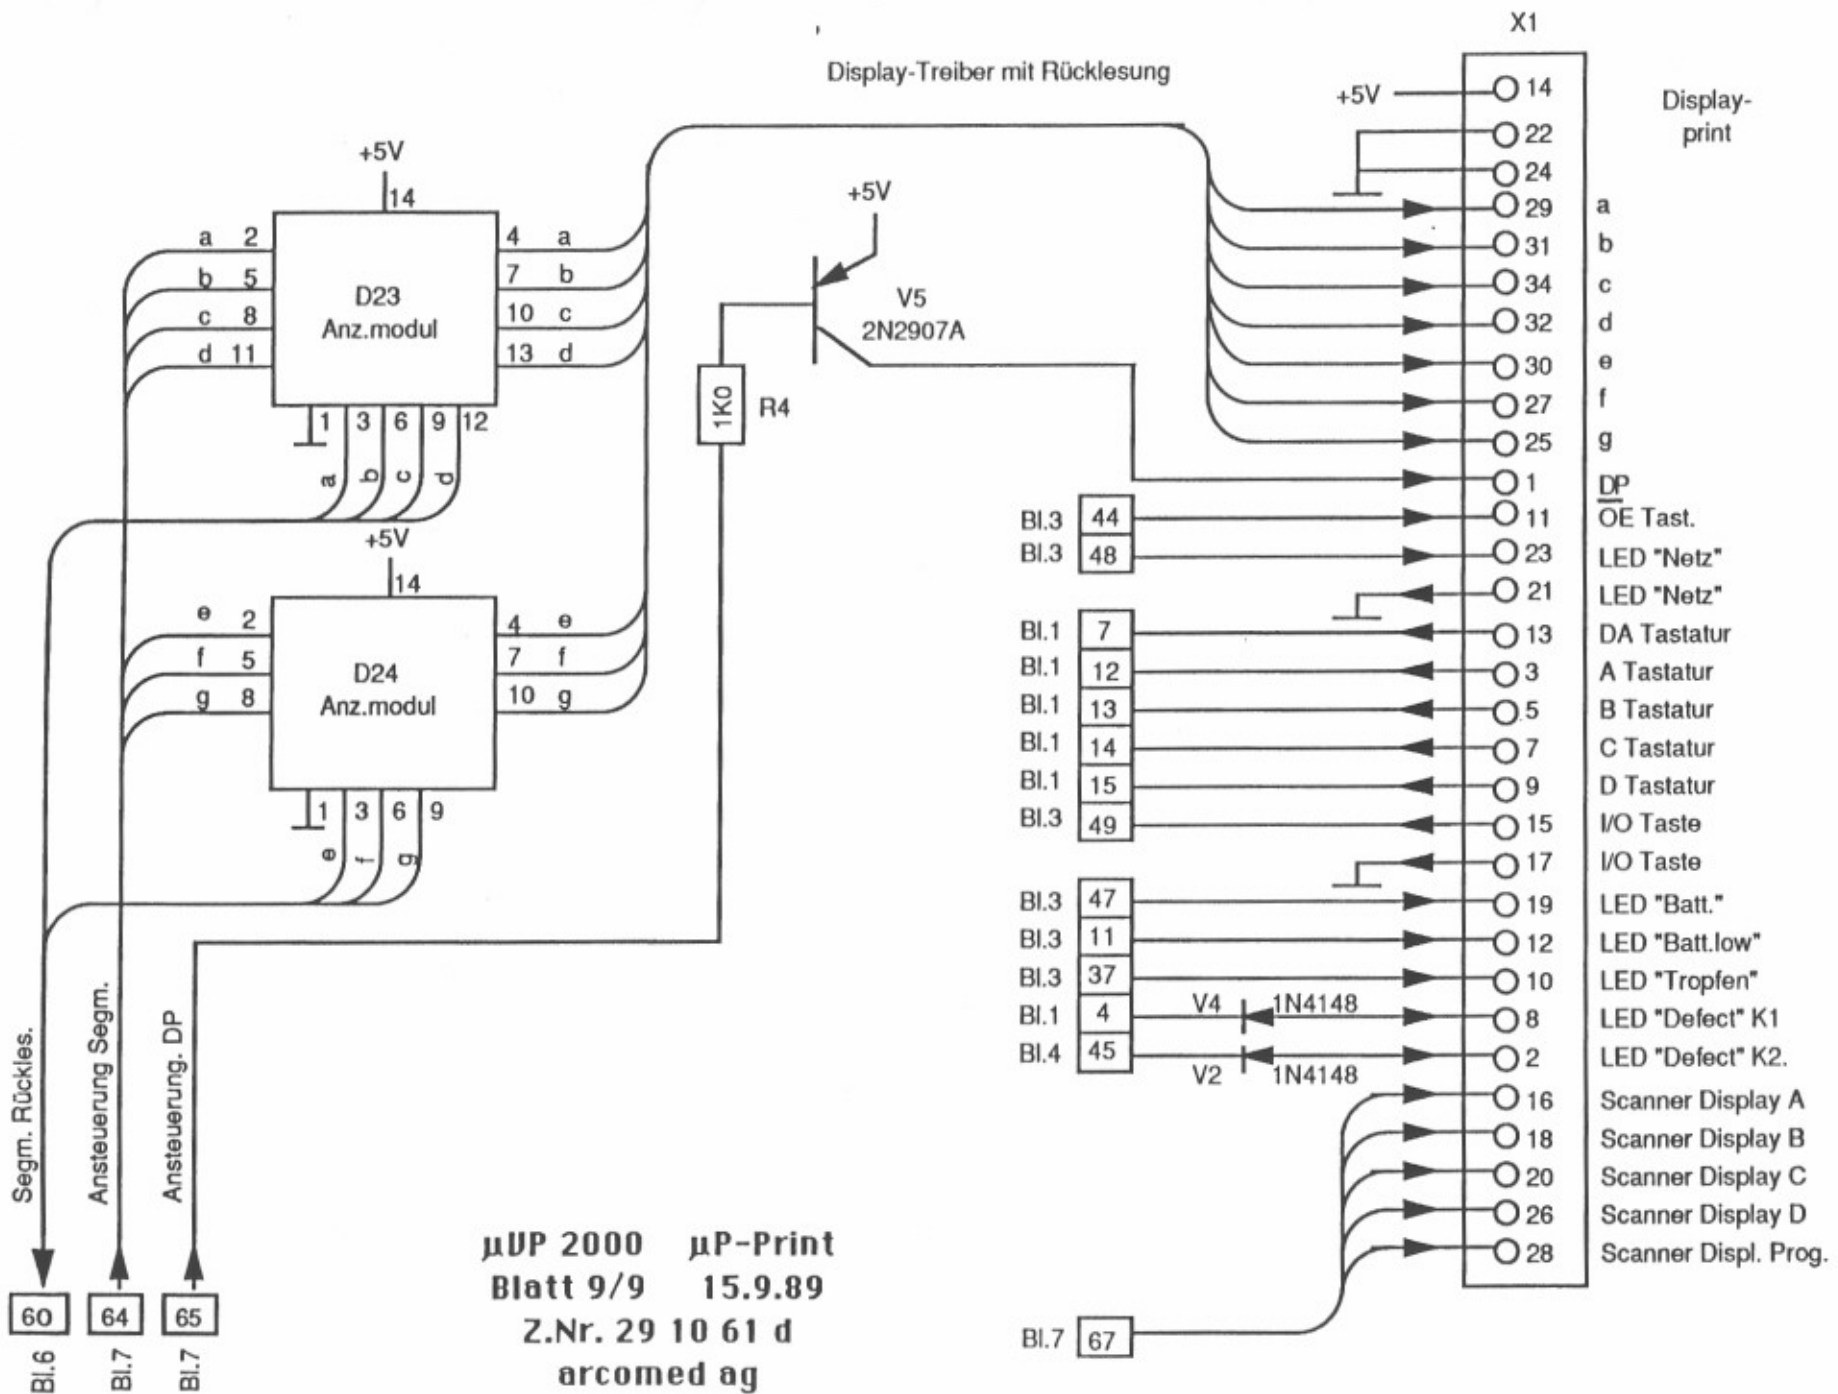 X1
Display-Treiber mit Rücklesung
Display-
print
+5V
14
a 2
b 5
c 8
d 11
D23
Anz.modul
4 a
7 b
10 c
13 d
1 3 6 9 12
a b c d
+5V
14
e 2
f 5
g 8
D24
Anz.modul
4 e
7 f
10 g
1 3 6 9
e f g
+5V
V5
2N2907A
1K0
R4
+5V 14
22
24
29 a
31 b
34 c
32 d
30 e
27 f
25 g
1 DP
Bl.3 44 11 OE Tast.
Bl.3 48 23 LED "Netz"
21 LED "Netz"
Bl.1 7 13 DA Tastatur
Bl.1 12 3 A Tastatur
Bl.1 13 5 B Tastatur
Bl.1 14 7 C Tastatur
Bl.1 15 9 D Tastatur
Bl.3 49 15 I/O Taste
17 I/O Taste
Bl.3 47 19 LED "Batt."
Bl.3 11 12 LED "Batt.low"
Bl.3 37 10 LED "Tropfen"
Bl.1 4 V4 1N4148 8 LED "Defect" K1
Bl.4 45 V2 1N4148 2 LED "Defect" K2.
16 Scanner Display A
18 Scanner Display B
20 Scanner Display C
26 Scanner Display D
28 Scanner Displ. Prog.
Bl.7 67
Segm. Rückles.
Ansteuerung Segm.
Ansteuerung. DP
60 64 65
Bl.6 Bl.7 Bl.7
µVP 2000 µP-Print
Blatt 9/9 15.9.89
Z.Nr. 29 10 61 d
arcomed ag